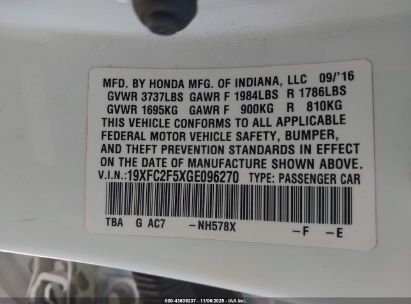 MFD. BY HONDA MFG. OF INDIANA, LLC 09/'16
GVWR 3737LBS GAWR F 1984LBS R 1786LBS
GVWR 1695KG GAWR F 900KG R 810KG
THIS VEHICLE CONFORMS TO ALL APPLICABLE
FEDERAL MOTOR VEHICLE SAFETY, BUMPER,
AND THEFT PREVENTION STANDARDS IN EFFECT
ON THE DATE OF MANUFACTURE SHOWN ABOVE.
V.I.N.: 19XFC2F5XGE096270 TYPE: PASSENGER CAR
TBA G AC7 -NH578X -F -E